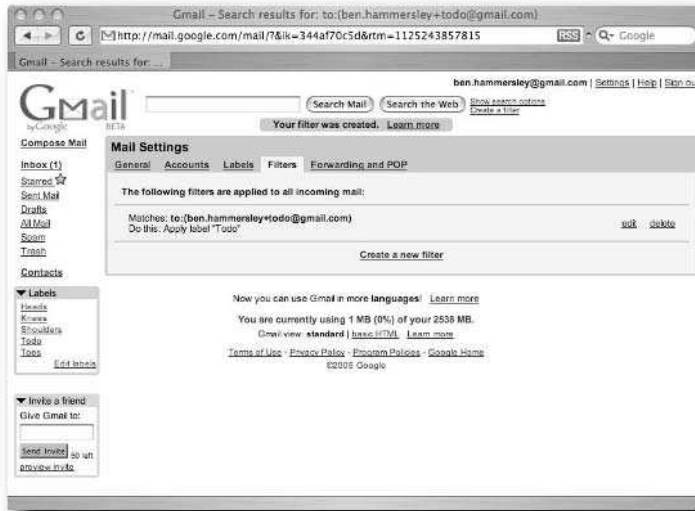 Gmail – Search results for: to:(ben.hammersley+todo@gmail.com)
http://mail.google.com/mail/?&ik=344af70c5d&rtm=1125243857815
RSS
Google
Gmail – Search results for: ...
ben.hammersley@gmail.com | Settings | Help | Sign ou
Gmail
by Google
BETA
Search Mail
Search the Web
Show search options
Create a filter
Your filter was created. Learn more
Compose Mail
Inbox (1)
Starred
Sent Mail
Drafts
All Mail
Spam
Trash
Contacts
Labels
Heads
Knees
Shoulders
Todo
Toes
Edit labels
Invite a friend
Give Gmail to:
Send Invite 50 left
preview invite
Mail Settings
General Accounts Labels Filters Forwarding and POP
The following filters are applied to all incoming mail:
Matches: to:(ben.hammersley+todo@gmail.com)
Do this: Apply label "Todo"
edit delete
Create a new filter
Now you can use Gmail in more languages! Learn more
You are currently using 1 MB (0%) of your 2538 MB.
Gmail view: standard | basic HTML Learn more
Terms of Use - Privacy Policy - Program Policies - Google Home
©2005 Google